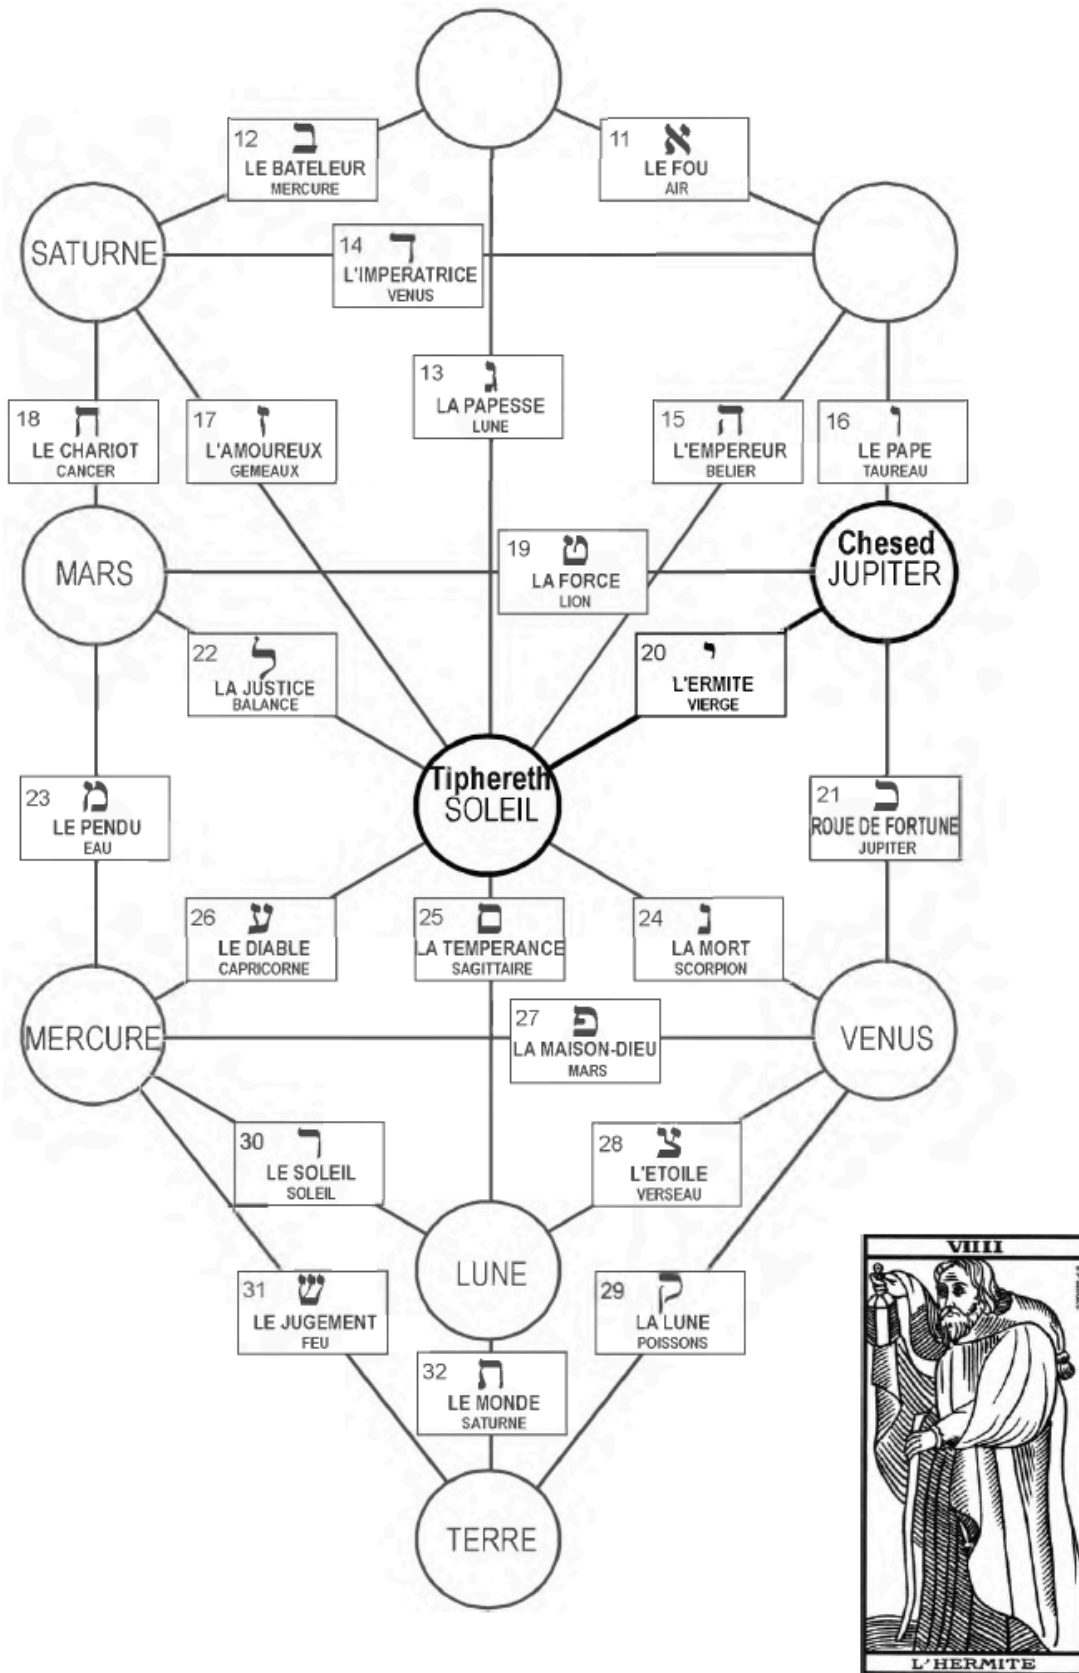 12 ב
LE BATELEUR
MERCURE
11 א
LE FOU
AIR
SATURNE
14 ד
L'IMPERATRICE
VENUS
13 ג
LA PAPESSE
LUNE
18 ח
LE CHARIOT
CANCER
17 ז
L'AMOUREUX
GEMEAUX
15 ה
L'EMPEREUR
BELIER
16 ו
LE PAPE
TAUREAU
MARS
19 ט
LA FORCE
LION
Chesed
JUPITER
22 ל
LA JUSTICE
BALANCE
20 י
L'ERMITE
VIERGE
Tiphereth
SOLEIL
23 מ
LE PENDU
EAU
21 כ
ROUE DE FORTUNE
JUPITER
26 ע
LE DIABLE
CAPRICORNE
25 ם
LA TEMPERANCE
SAGITTAIRE
24 נ
LA MORT
SCORPION
MERCURE
27 פ
LA MAISON-DIEU
MARS
VENUS
30 ר
LE SOLEIL
SOLEIL
28 צ
L'ETOILE
VERSEAU
LUNE
31 ש
LE JUGEMENT
FEU
29 ק
LA LUNE
POISSONS
32 ת
LE MONDE
SATURNE
TERRE
VIIII
L'HERMITE